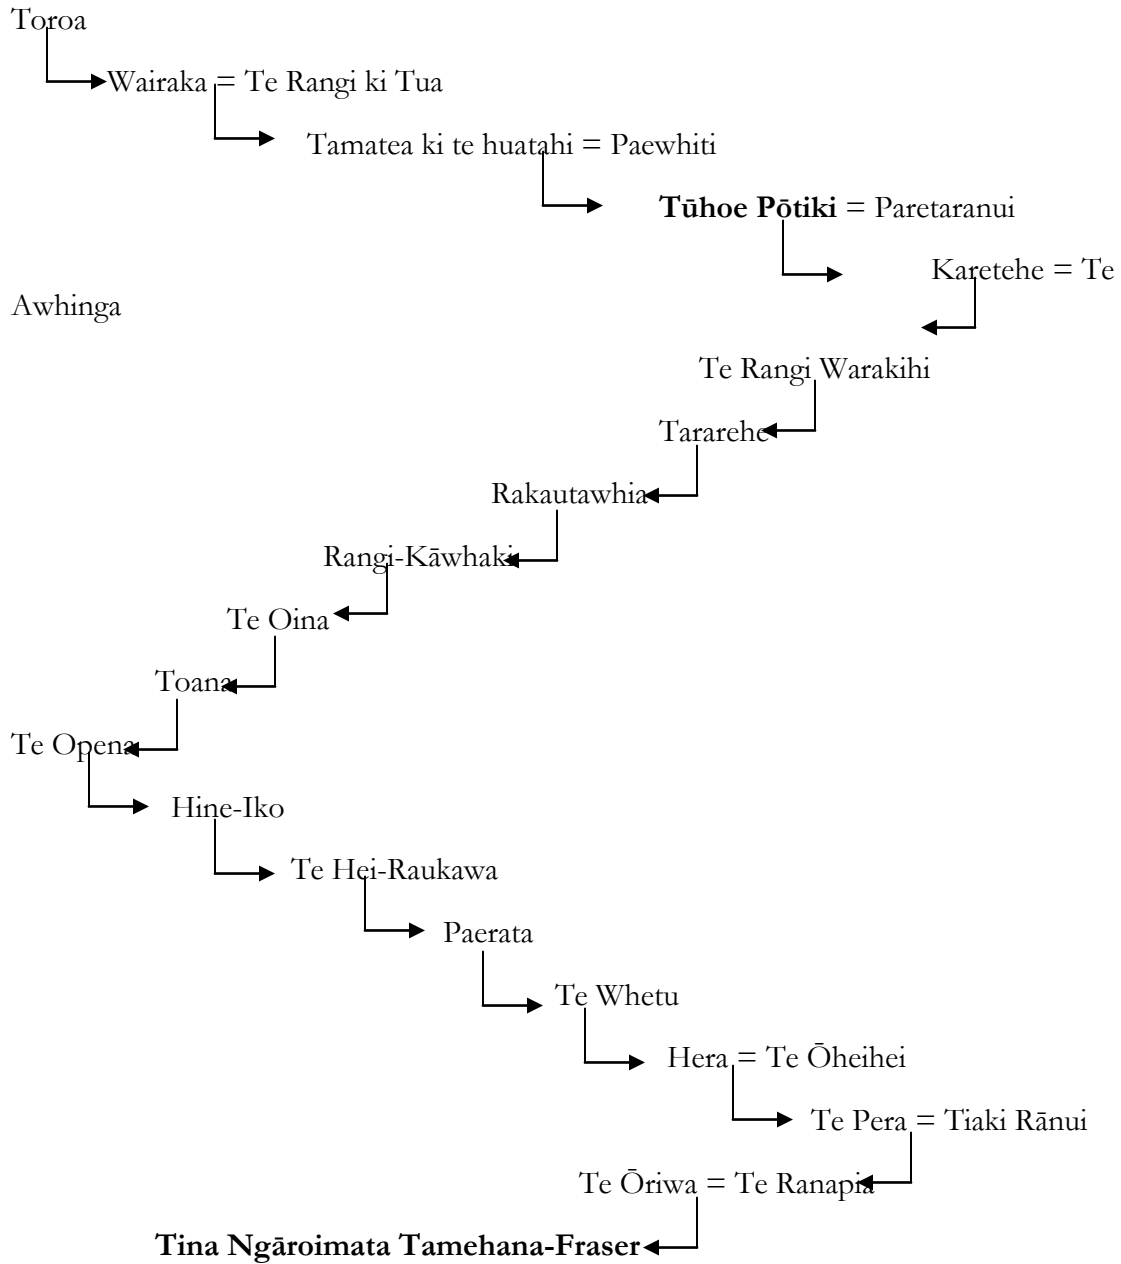 Toroa
Wairaka = Te Rangi ki Tua
Tamatea ki te huatahi = Paewhiti
Tūhoe Pōtiki = Paretaranui
Karetehe = Te
Awhinga
Te Rangi Warakihi
Tararehe
Rakautawhia
Rangi-Kāwhaki
Te Oina
Toana
Te Opena
Hine-Iko
Te Hei-Raukawa
Paerata
Te Whetu
Hera = Te Ōheihei
Te Pera = Tiaki Rānui
Te Ōriwa = Te Ranapia
Tina Ngāroimata Tamehana-Fraser